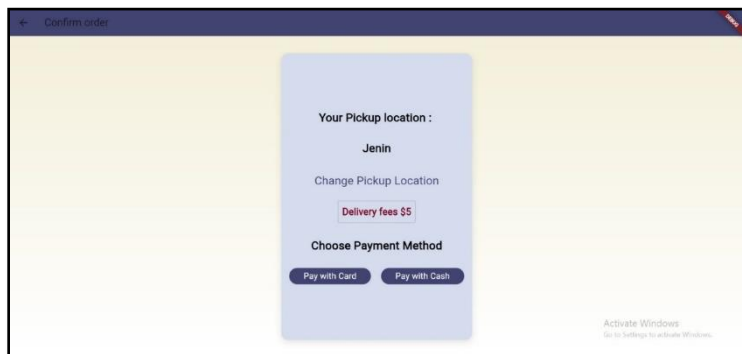 ← Confirm order
DEBUG
Your Pickup location :
Jenin
Change Pickup Location
Delivery fees $5
Choose Payment Method
Pay with Card Pay with Cash
Activate Windows
Go to Settings to activate Windows.